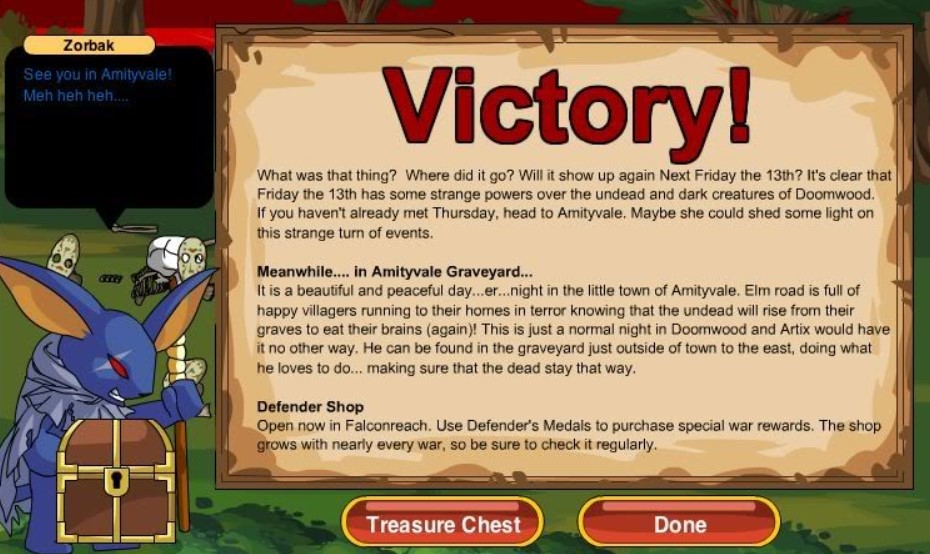 Zorbak
See you in Amityvale!
Meh heh heh....
Victory!
What was that thing?  Where did it go? Will it show up again Next Friday the 13th? It's clear that
Friday the 13th has some strange powers over the undead and dark creatures of Doomwood.
If you haven't already met Thursday, head to Amityvale. Maybe she could shed some light on
this strange turn of events.
Meanwhile.... in Amityvale Graveyard...
It is a beautiful and peaceful day...er...night in the little town of Amityvale. Elm road is full of
happy villagers running to their homes in terror knowing that the undead will rise from their
graves to eat their brains (again)! This is just a normal night in Doomwood and Artix would have
it no other way. He can be found in the graveyard just outside of town to the east, doing what
he loves to do... making sure that the dead stay that way.
Defender Shop
Open now in Falconreach. Use Defender's Medals to purchase special war rewards. The shop
grows with nearly every war, so be sure to check it regularly.
Treasure Chest
Done